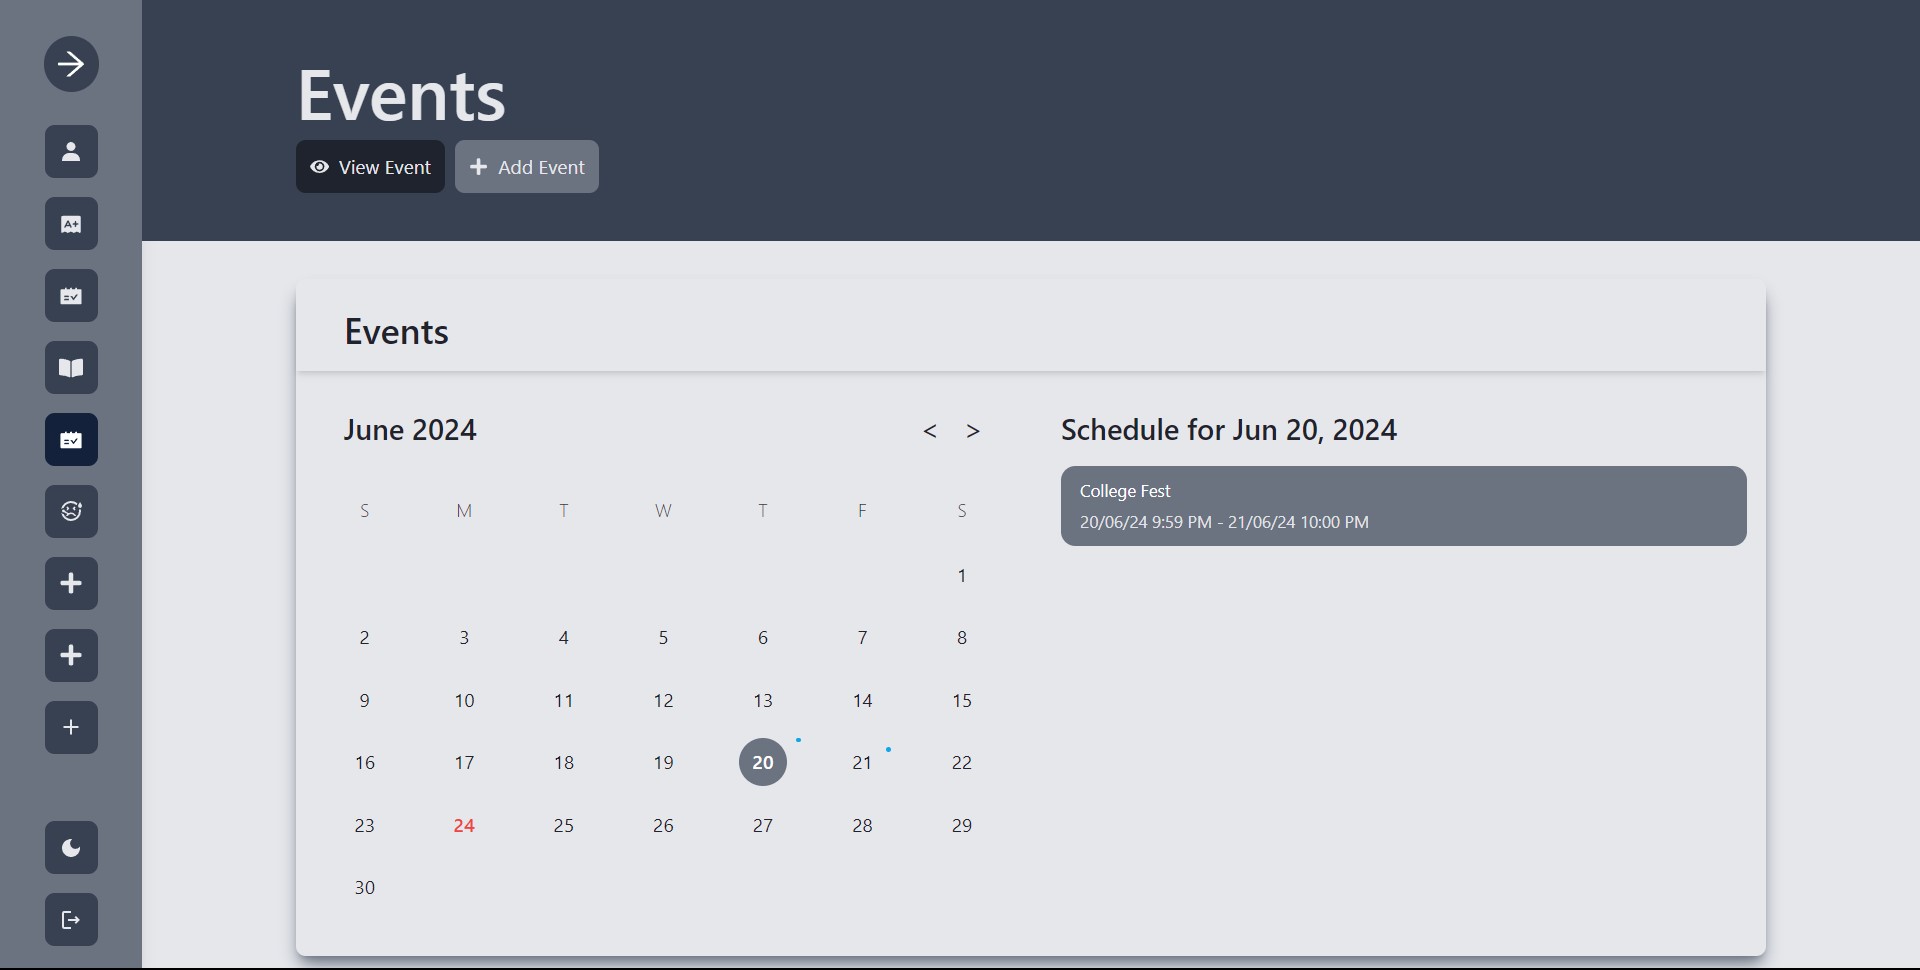 Events
View Event
Add Event
A+
Events
June 2024 < >
S M T W T F S
1
2 3 4 5 6 7 8
9 10 11 12 13 14 15
16 17 18 19 20 21 22
23 24 25 26 27 28 29
30
Schedule for Jun 20, 2024
College Fest
20/06/24 9:59 PM - 21/06/24 10:00 PM